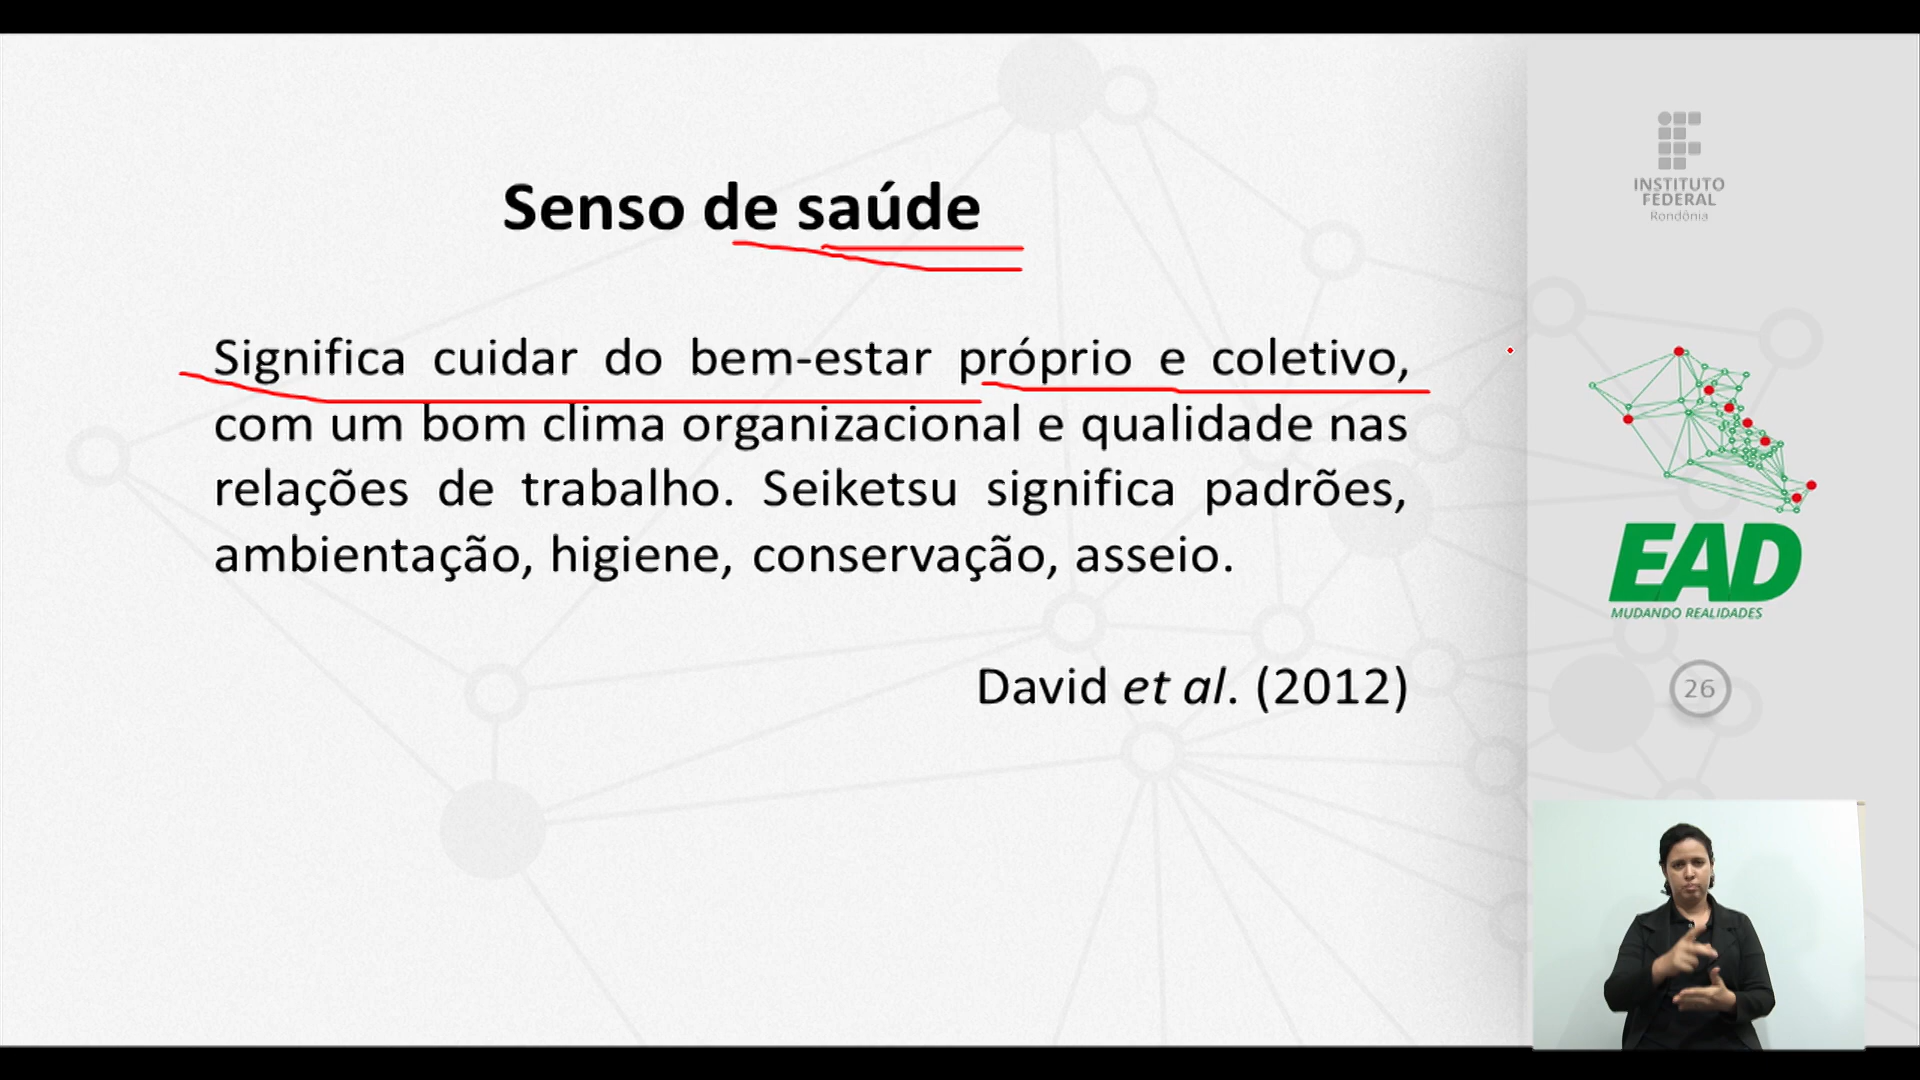 Senso de saúde
Significa cuidar do bem-estar próprio e coletivo,
com um bom clima organizacional e qualidade nas
relações de trabalho. Seiketsu significa padrões,
ambientação, higiene, conservação, asseio.
David et al. (2012)
INSTITUTO
FEDERAL
Rondônia
EAD
MUDANDO REALIDADES
26